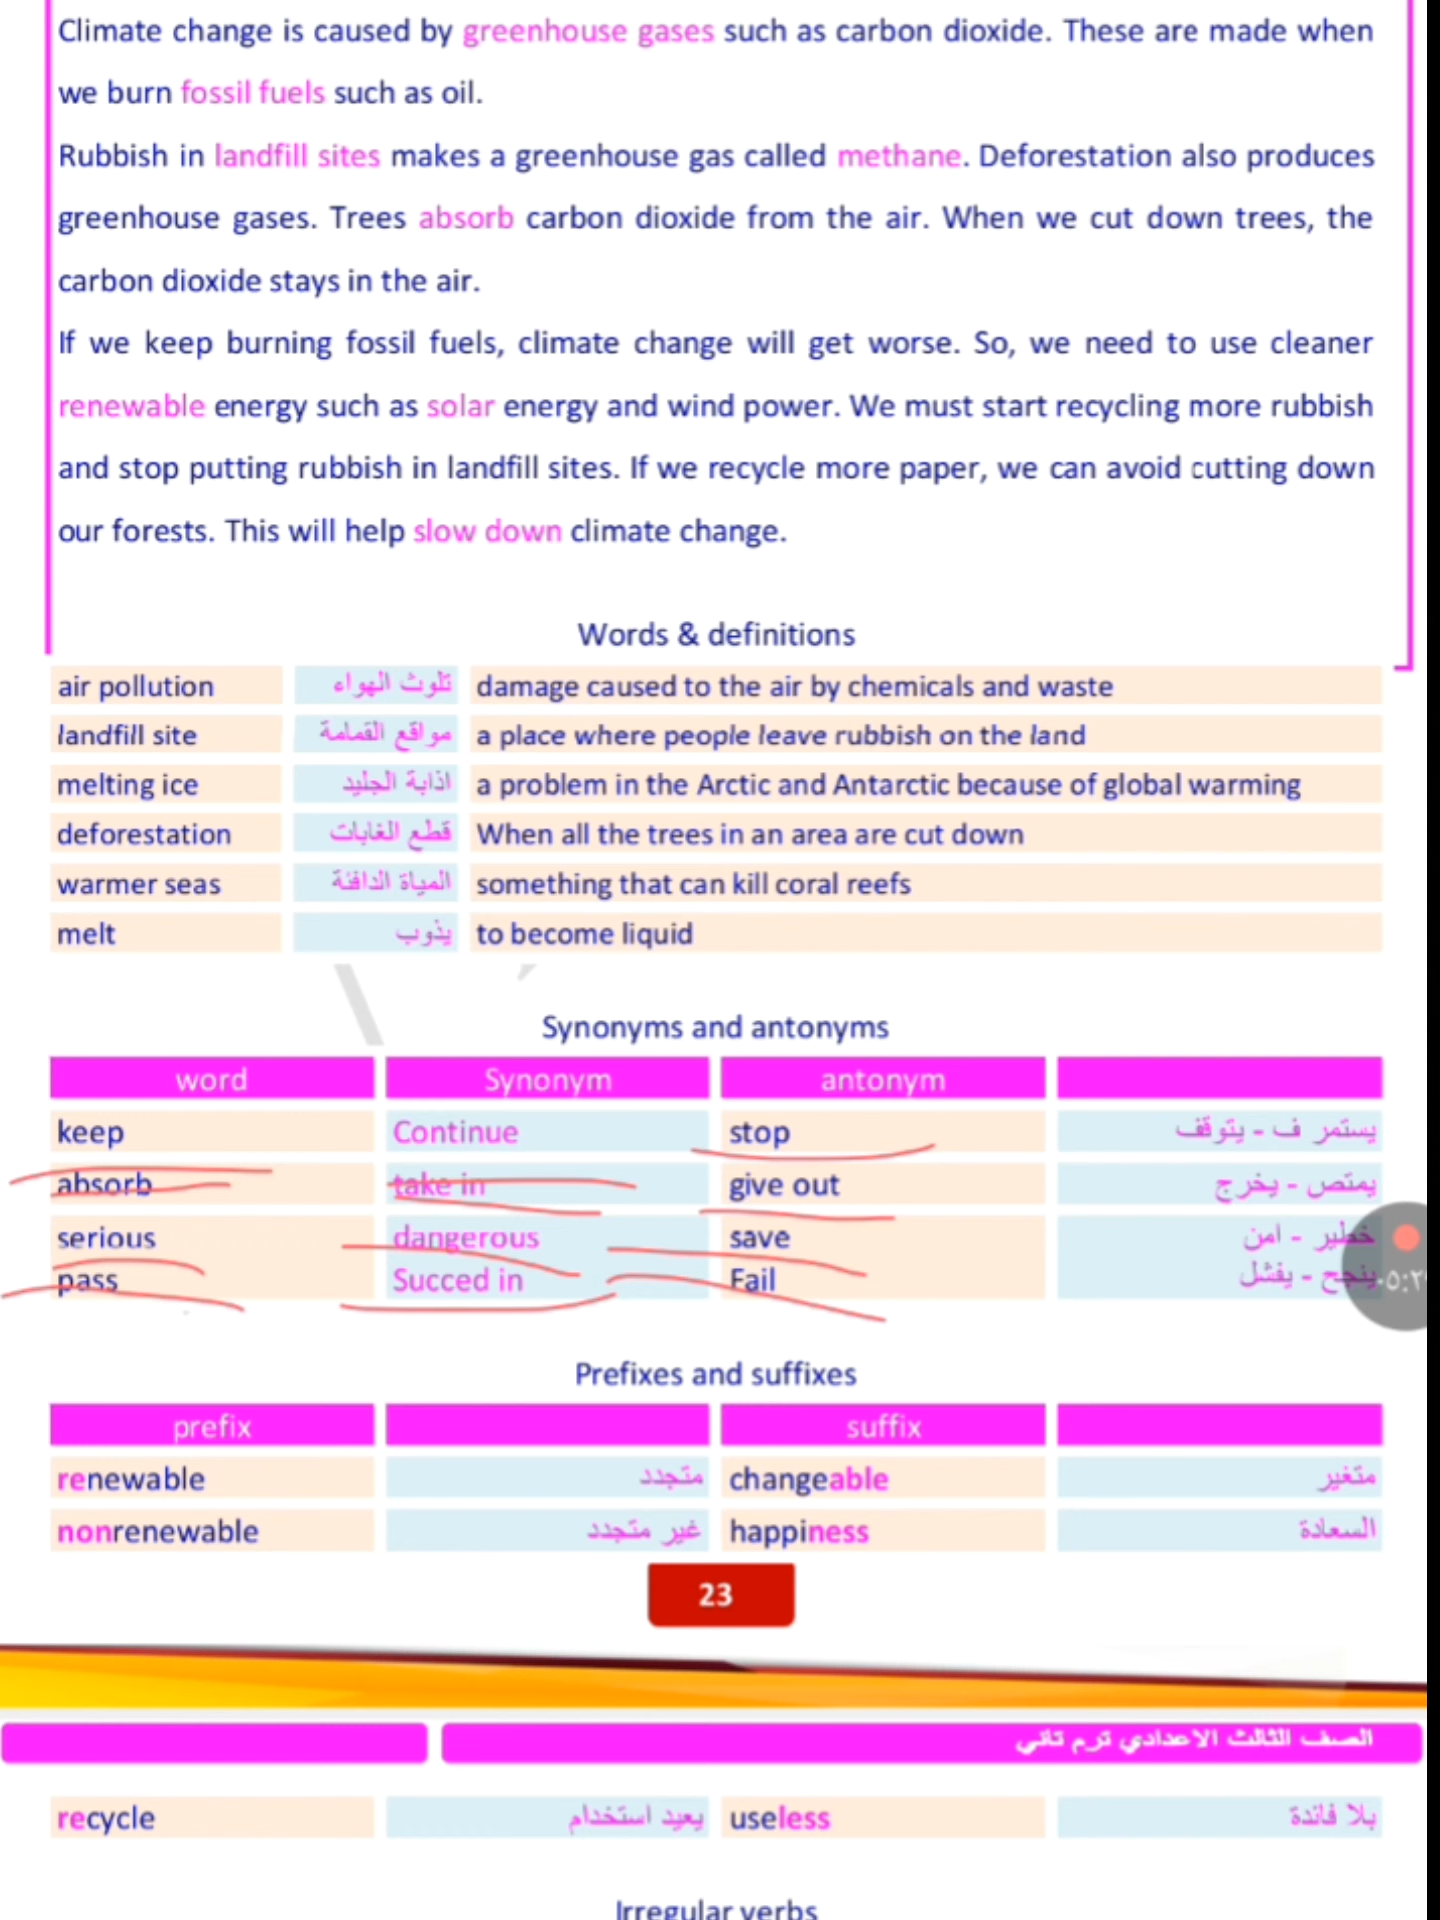 Climate change is caused by greenhouse gases such as carbon dioxide. These are made when
we burn fossil fuels such as oil.
Rubbish in landfill sites makes a greenhouse gas called methane. Deforestation also produces
greenhouse gases. Trees absorb carbon dioxide from the air. When we cut down trees, the
carbon dioxide stays in the air.
If we keep burning fossil fuels, climate change will get worse. So, we need to use cleaner
renewable energy such as solar energy and wind power. We must start recycling more rubbish
and stop putting rubbish in landfill sites. If we recycle more paper, we can avoid cutting down
our forests. This will help slow down climate change.
Words & definitions
air pollution تلوث الهواء damage caused to the air by chemicals and waste
landfill site مواقع القمامة a place where people leave rubbish on the land
melting ice اذابة الجليد a problem in the Arctic and Antarctic because of global warming
deforestation قطع الغابات When all the trees in an area are cut down
warmer seas المياة الدافئة something that can kill coral reefs
melt يذوب to become liquid
Synonyms and antonyms
word Synonym antonym
keep Continue stop يستمر ف - يتوقف
absorb take in give out يمتص - يخرج
serious dangerous save خطير - امن
pass Succed in Fail ينجح - يفشل
Prefixes and suffixes
prefix suffix
renewable متجدد changeable متغير
nonrenewable غير متجدد happiness السعادة
23
الصف الثالث الاعدادي ترم تاني
recycle يعيد استخدام useless بلا فائدة
Irregular verbs